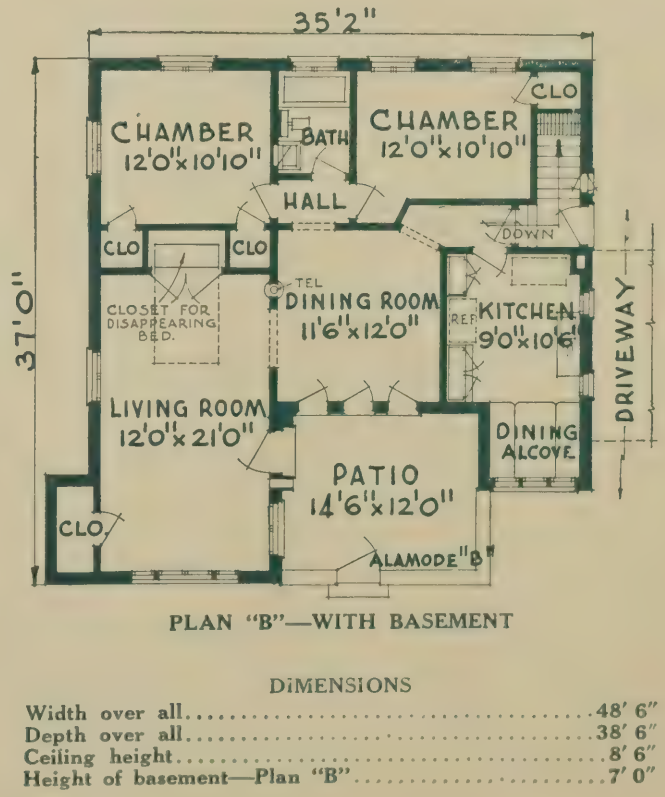 35'2"
CLO
CHAMBER
12'0"x10'10"
BATH
CHAMBER
12'0"x10'10"
HALL
CLO
CLO
DOWN
37'0"
CLOSET FOR
DISAPPEARING
BED.
TEL
DINING ROOM
11'6"x12'0"
REF
KITCHEN
9'0"x10'6"
DRIVEWAY
LIVING ROOM
12'0"x21'0"
DINING
ALCOVE
PATIO
14'6"x12'0"
CLO.
ALAMODE "B"
PLAN "B"—WITH BASEMENT
DIMENSIONS
Width over all........................................48' 6"
Depth over all........................................38' 6"
Ceiling height........................................8' 6"
Height of basement—Plan "B"........................7' 0"